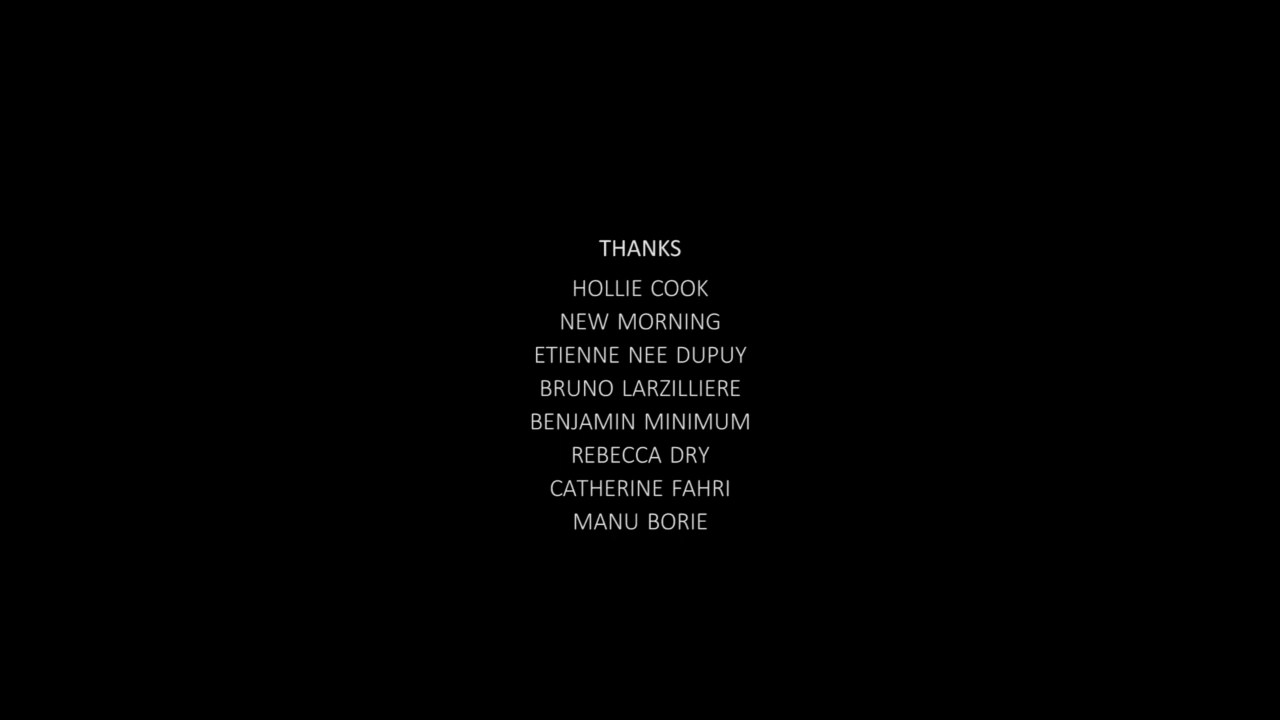 THANKS
HOLLIE COOK
NEW MORNING
ETIENNE NEE DUPUY
BRUNO LARZILLIERE
BENJAMIN MINIMUM
REBECCA DRY
CATHERINE FAHRI
MANU BORIE